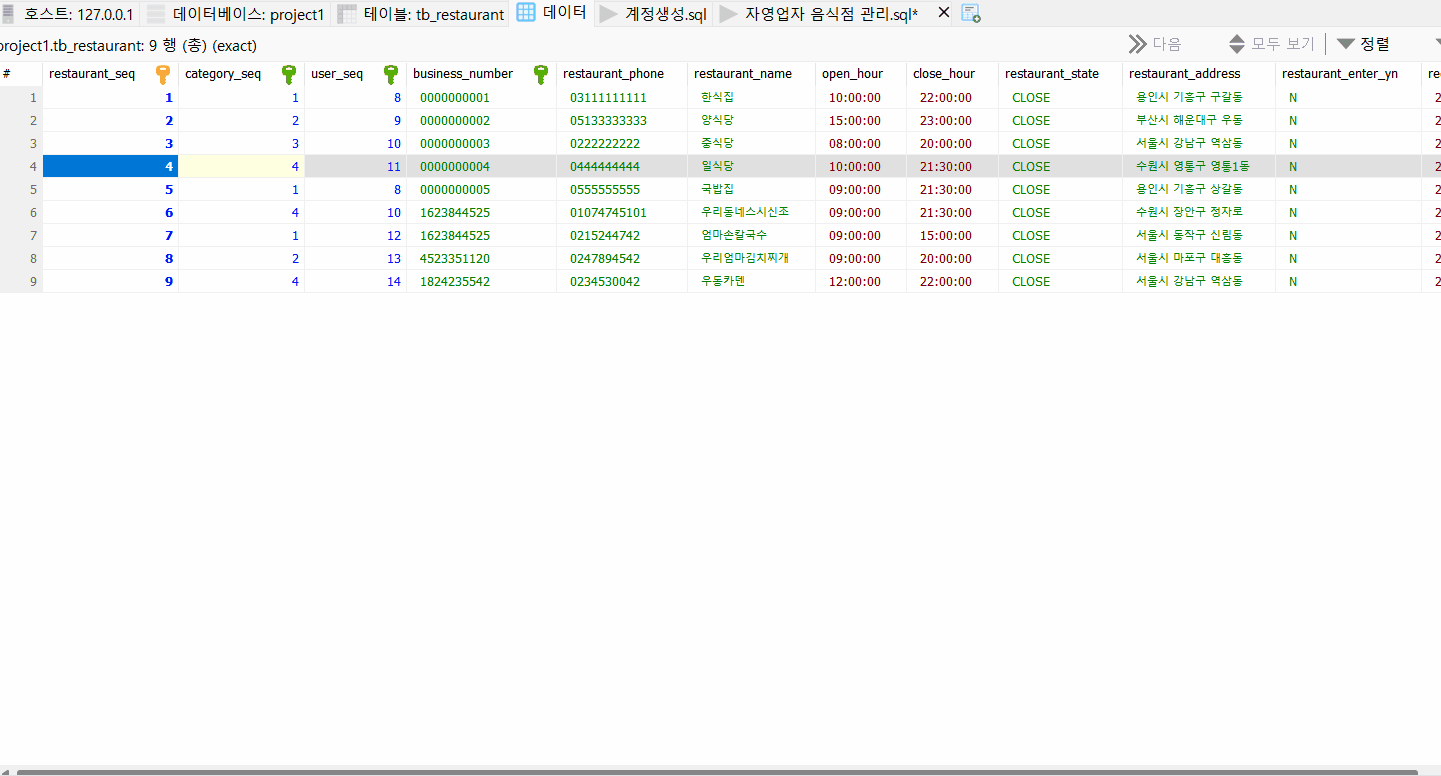 호스트: 127.0.0.1 데이터베이스: project1 테이블: tb_restaurant 데이터 계정생성.sql 자영업자 음식점 관리.sql*
project1.tb_restaurant: 9 행 (총) (exact) 다음 모두 보기 정렬
# restaurant_seq category_seq user_seq business_number restaurant_phone restaurant_name open_hour close_hour restaurant_state restaurant_address restaurant_enter_yn
1 1 1 8 0000000001 03111111111 한식집 10:00:00 22:00:00 CLOSE 용인시 기흥구 구갈동 N 2
2 2 2 9 0000000002 05133333333 양식당 15:00:00 23:00:00 CLOSE 부산시 해운대구 우동 N 2
3 3 3 10 0000000003 0222222222 중식당 08:00:00 20:00:00 CLOSE 서울시 강남구 역삼동 N 2
4 4 4 11 0000000004 0444444444 일식당 10:00:00 21:30:00 CLOSE 수원시 영통구 영통1동 N 2
5 5 1 8 0000000005 0555555555 국밥집 09:00:00 21:30:00 CLOSE 용인시 기흥구 상갈동 N 2
6 6 4 10 1623844525 01074745101 우리동네스시신조 09:00:00 21:30:00 CLOSE 수원시 장안구 정자로 N 2
7 7 1 12 1623844525 0215244742 엄마손칼국수 09:00:00 15:00:00 CLOSE 서울시 동작구 신림동 N 2
8 8 2 13 4523351120 0247894542 우리엄마김치찌개 09:00:00 20:00:00 CLOSE 서울시 마포구 대흥동 N 2
9 9 4 14 1824235542 0234530042 우동카덴 12:00:00 22:00:00 CLOSE 서울시 강남구 역삼동 N 2